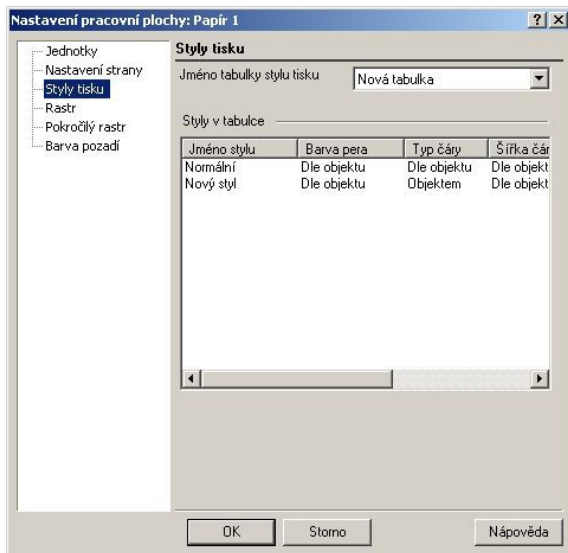 Nastavení pracovní plochy: Papír 1
Jednotky
Nastavení strany
Styly tisku
Rastr
Pokročilý rastr
Barva pozadí
Styly tisku
Jméno tabulky stylu tisku Nová tabulka
Styly v tabulce
Jméno stylu Barva pera Typ čáry Šířka čár
Normální Dle objektu Dle objektu Dle objekt
Nový styl Dle objektu Objektem Dle objekt
OK Storno Nápověda